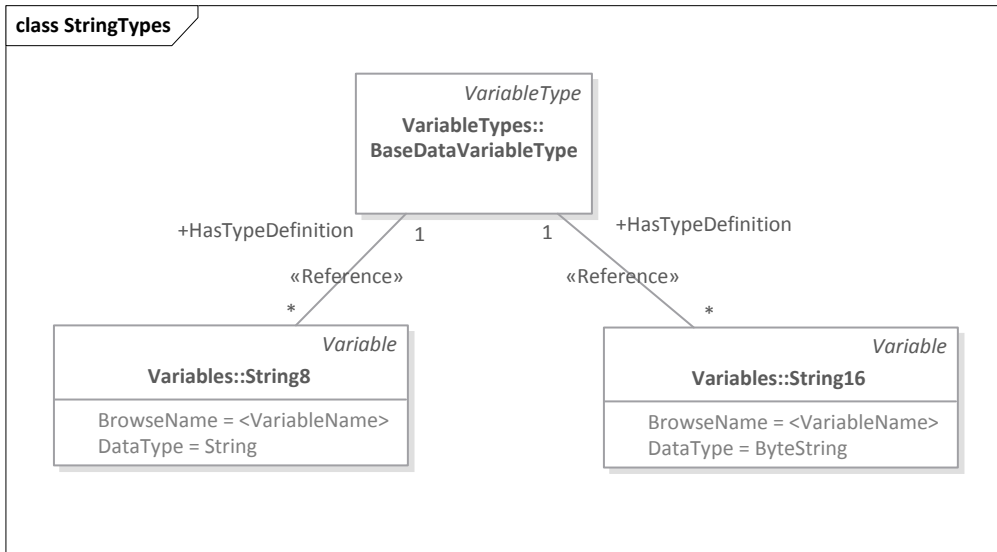 class StringTypes
VariableType
VariableTypes::
BaseDataVariableType
+HasTypeDefinition
1
1
+HasTypeDefinition
«Reference»
«Reference»
*
*
Variable
Variables::String8
BrowseName = <VariableName>
DataType = String
Variable
Variables::String16
BrowseName = <VariableName>
DataType = ByteString